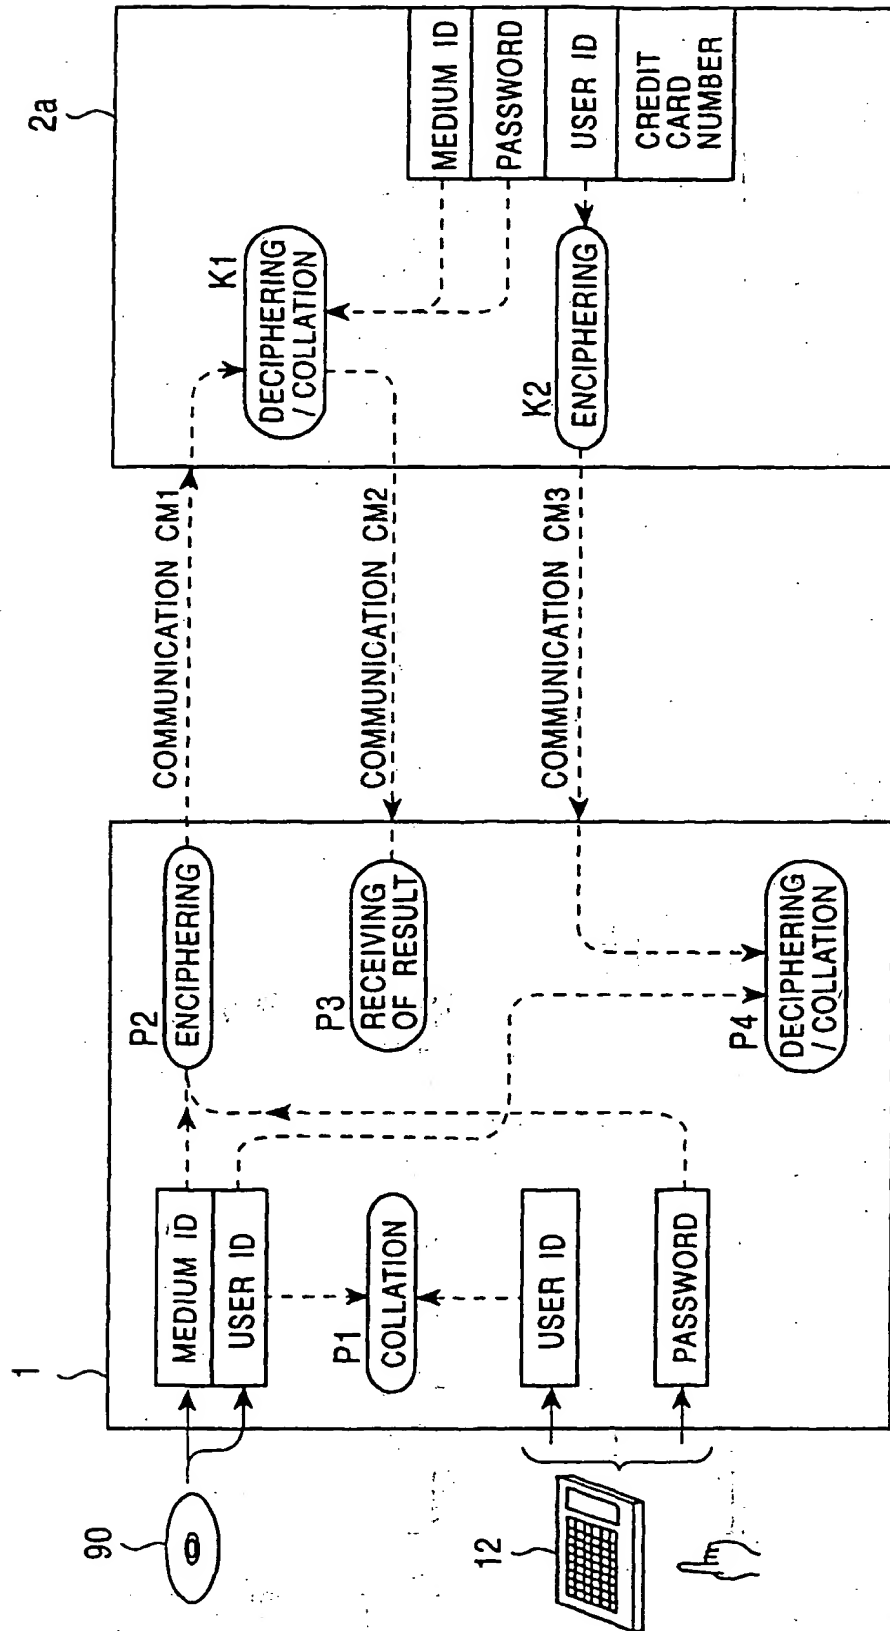 1
90
MEDIUM ID
USER ID
P1
COLLATION
12
USER ID
PASSWORD
P2
ENCIPHERING
P3
RECEIVING
OF RESULT
P4
DECIPHERING
/COLLATION
COMMUNICATION CM1
COMMUNICATION CM2
COMMUNICATION CM3
2a
K1
DECIPHERING
/COLLATION
K2
ENCIPHERING
MEDIUM ID
PASSWORD
USER ID
CREDIT
CARD
NUMBER